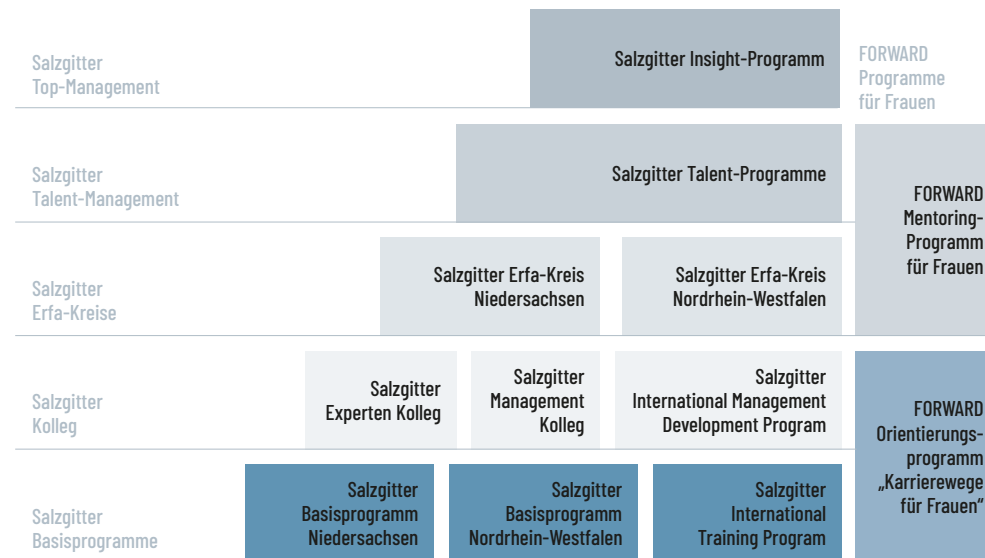 Salzgitter
Top-Management
Salzgitter Insight-Programm
FORWARD
Programme
für Frauen
Salzgitter
Talent-Management
Salzgitter Talent-Programme
FORWARD
Mentoring-
Programm
für Frauen
Salzgitter
Erfa-Kreise
Salzgitter Erfa-Kreis
Niedersachsen
Salzgitter Erfa-Kreis
Nordrhein-Westfalen
Salzgitter
Kolleg
Salzgitter
Experten Kolleg
Salzgitter
Management
Kolleg
Salzgitter
International Management
Development Program
FORWARD
Orientierungs-
programm
„Karrierewege
für Frauen“
Salzgitter
Basisprogramme
Salzgitter
Basisprogramm
Niedersachsen
Salzgitter
Basisprogramm
Nordrhein-Westfalen
Salzgitter
International
Training Program